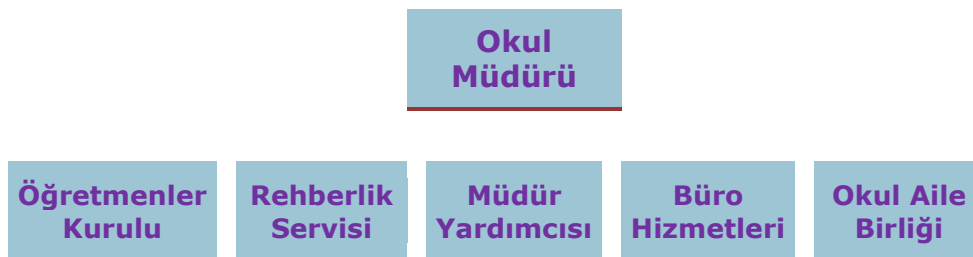 Okul
Müdürü
Öğretmenler
Kurulu
Rehberlik
Servisi
Müdür
Yardımcısı
Büro
Hizmetleri
Okul Aile
Birliği